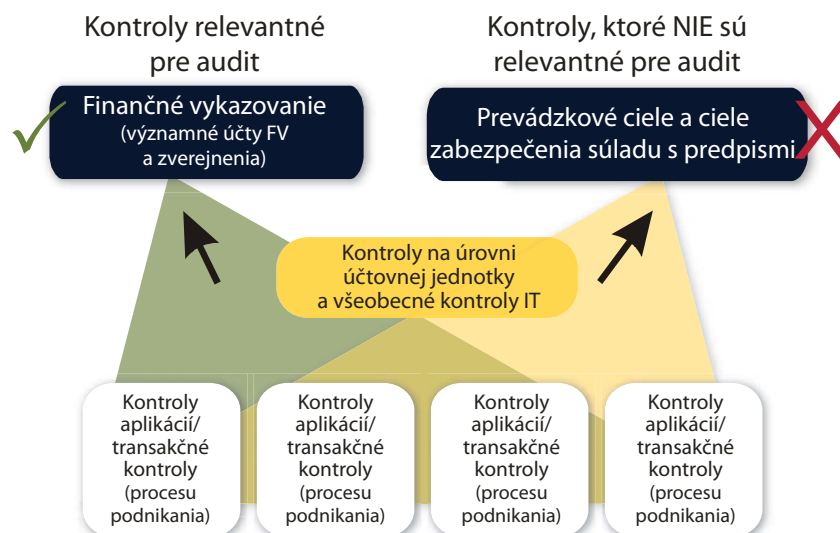 Kontroly relevantné
pre audit
Kontroly, ktoré NIE sú
relevantné pre audit
Finančné vykazovanie
(významné účty FV
a zverejnenia)
Prevádzkové ciele a ciele
zabezpečenia súladu s predpismi
Kontroly na úrovni
účtovnej jednotky
a všeobecné kontroly IT
Kontroly
aplikácií/
transakčné
kontroly
(procesu
podnikania)
Kontroly
aplikácií/
transakčné
kontroly
(procesu
podnikania)
Kontroly
aplikácií/
transakčné
kontroly
(procesu
podnikania)
Kontroly
aplikácií/
transakčné
kontroly
(procesu
podnikania)